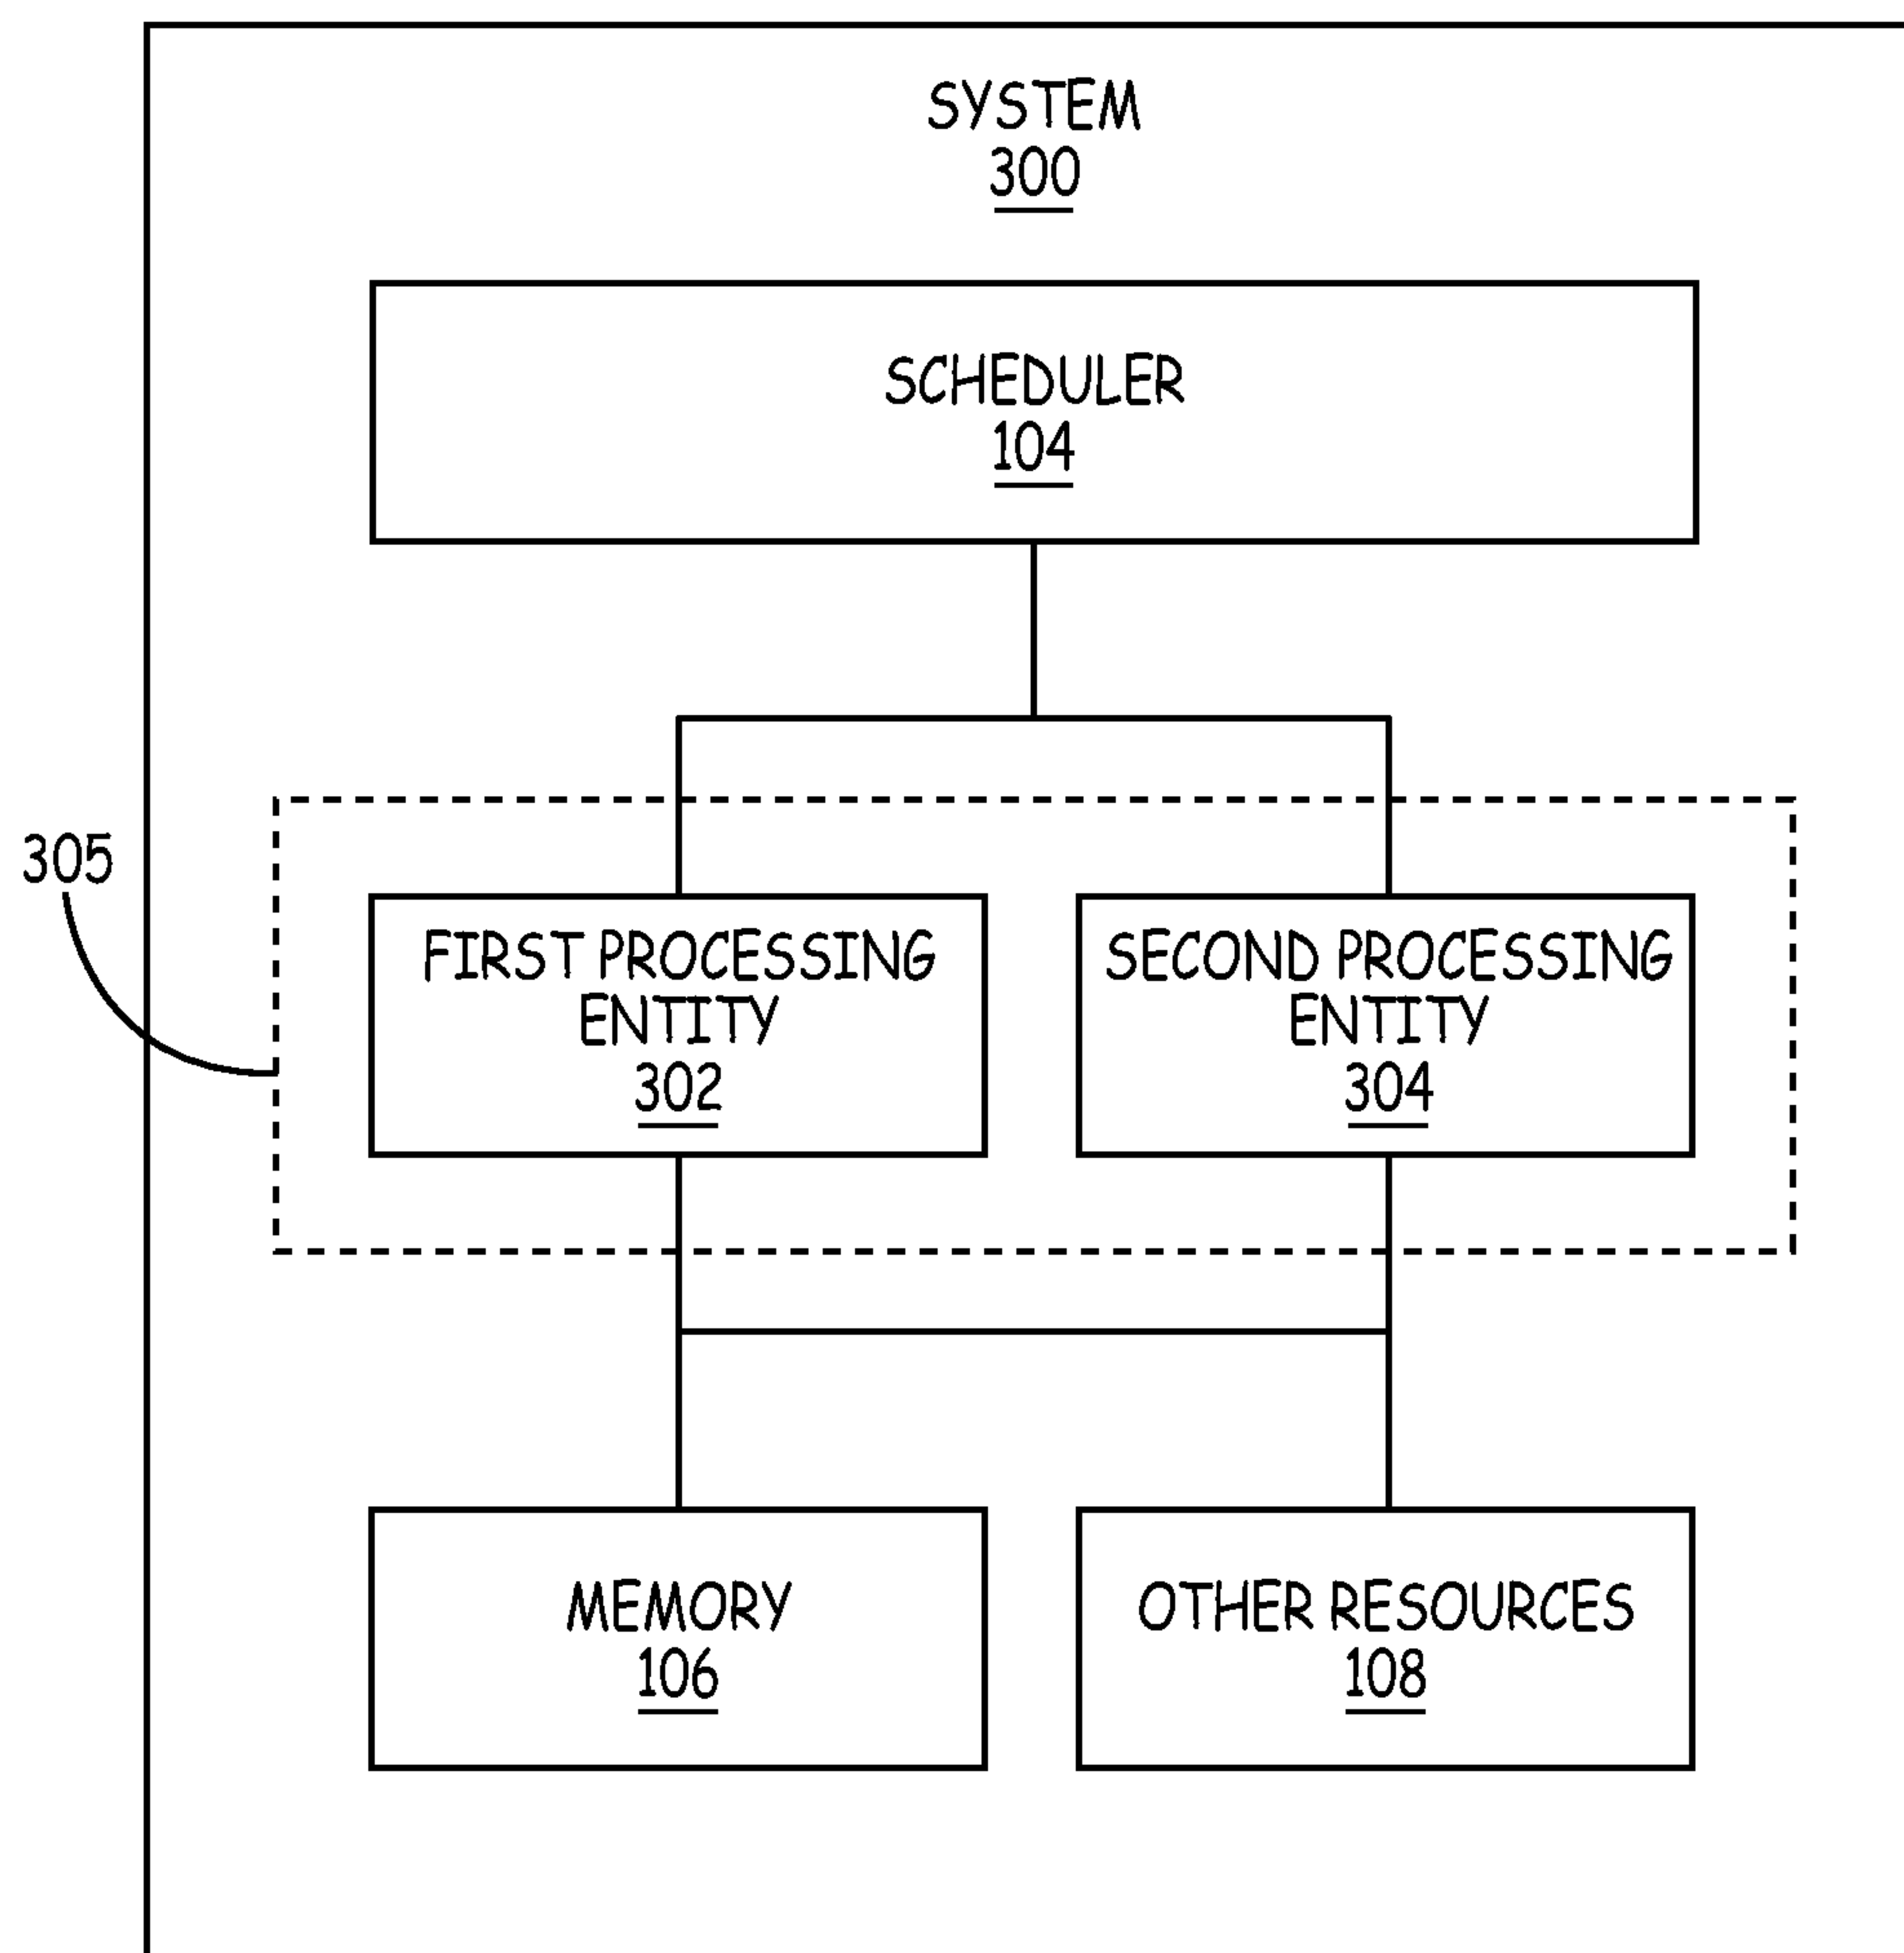 SYSTEM
300
SCHEDULER
104
305
FIRST PROCESSING
ENTITY
302
SECOND PROCESSING
ENTITY
304
MEMORY
106
OTHER RESOURCES
108